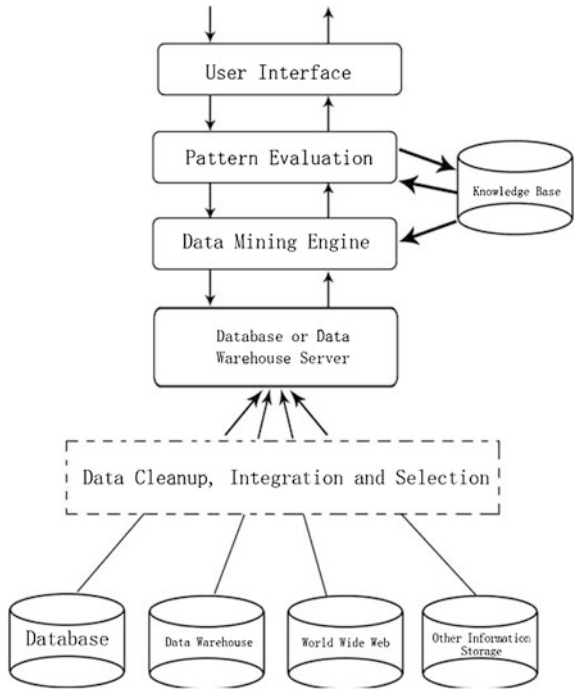 User Interface
Pattern Evaluation
Knowledge Base
Data Mining Engine
Database or Data
Warehouse Server
Data Cleanup, Integration and Selection
Database
Data Warehouse
World Wide Web
Other Information
Storage